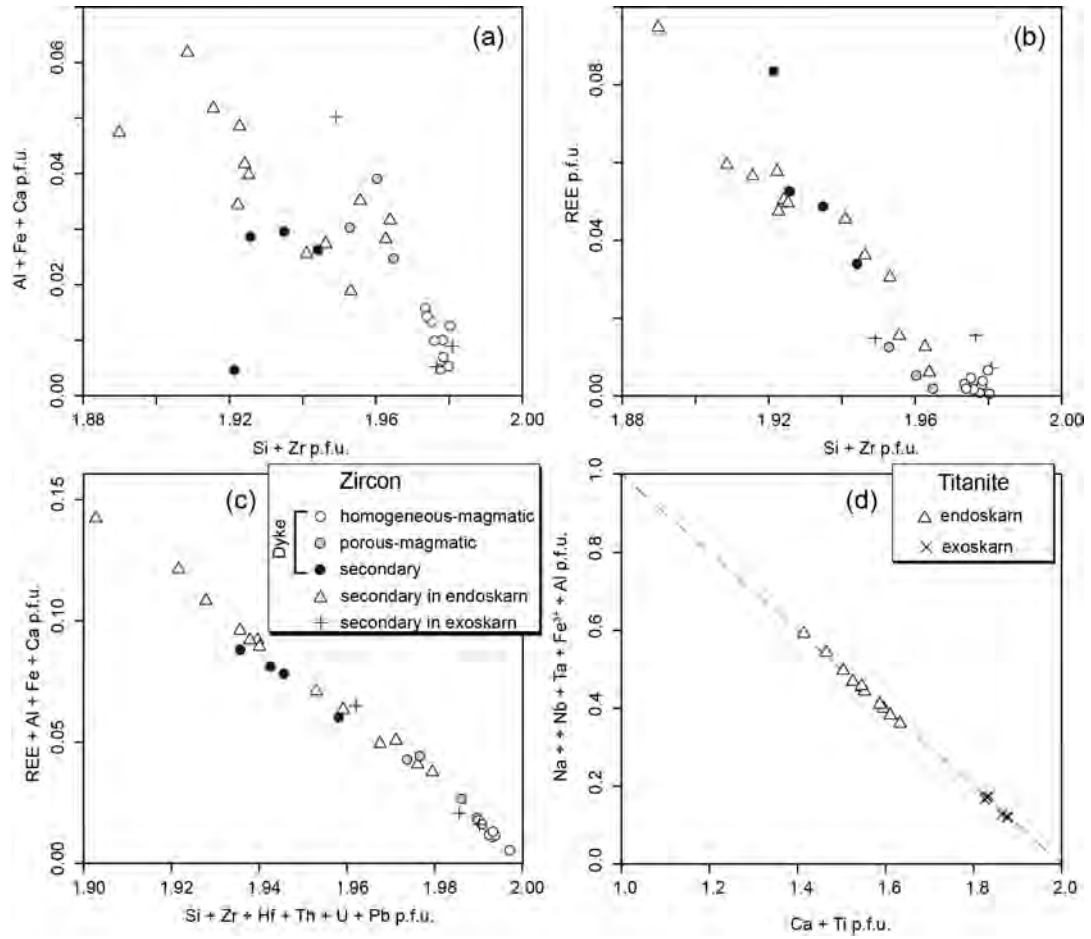 (a)
Al + Fe + Ca p.f.u.
0.06
0.04
0.02
0.00
1.88
1.92
1.96
2.00
Si + Zr p.f.u.
(b)
REE p.f.u.
0.08
0.04
0.00
1.88
1.92
1.96
2.00
Si + Zr p.f.u.
(c)
REE + Al + Fe + Ca p.f.u.
0.15
0.10
0.05
0.00
1.90
1.92
1.94
1.96
1.98
2.00
Si + Zr + Hf + Th + U + Pb p.f.u.
Zircon
Dyke
homogeneous-magmatic
porous-magmatic
secondary
secondary in endoskarn
secondary in exoskarn
(d)
Na + + Nb + Ta + Fe³⁺ + Al p.f.u.
1.0
0.8
0.6
0.4
0.2
0.0
1.0
1.2
1.4
1.6
1.8
2.0
Ca + Ti p.f.u.
Titanite
endoskarn
exoskarn